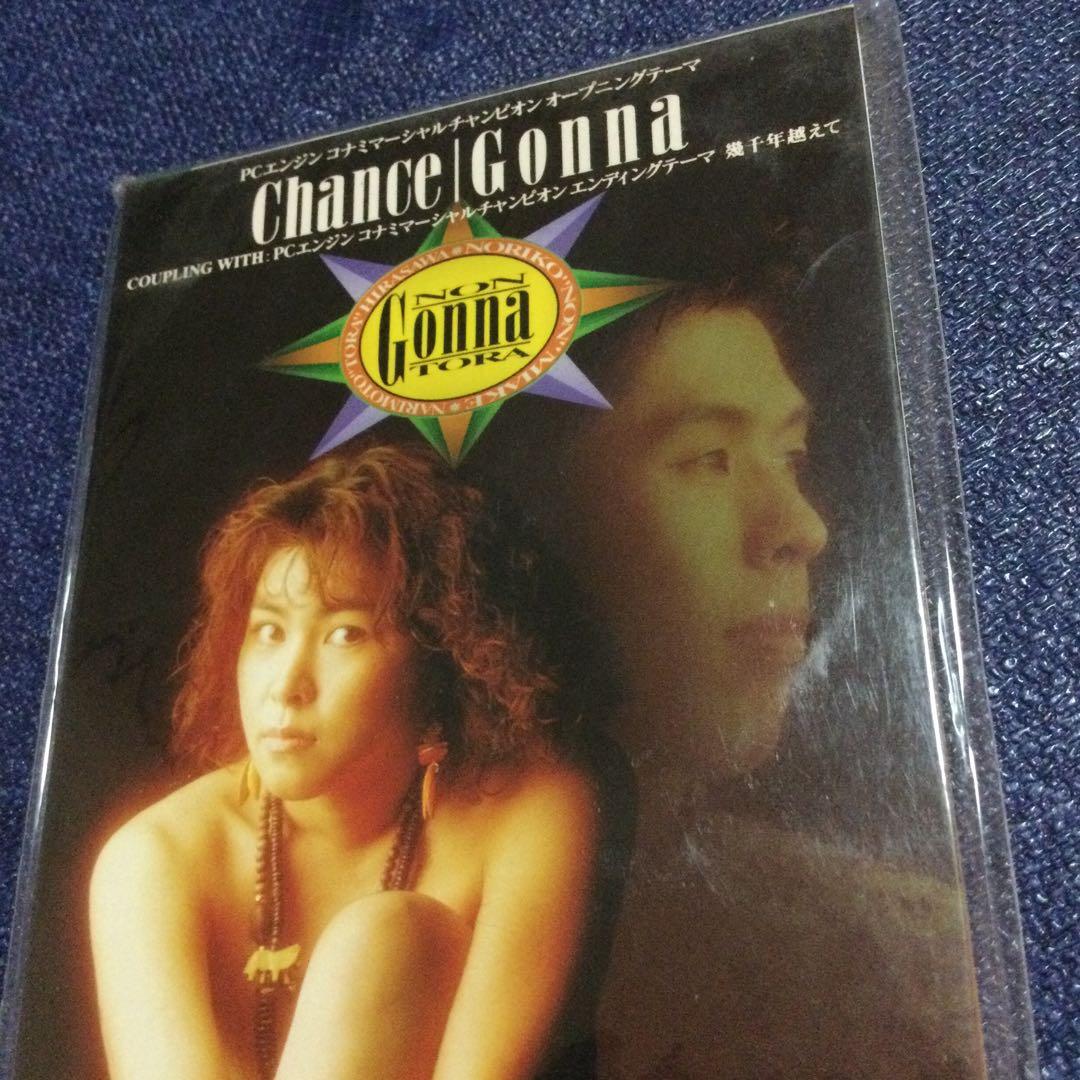 PCエンジン コナミマーシャルチャンピオン オープニングテーマ
Chance | Gonna
COUPLING WITH: PCエンジン コナミマーシャルチャンピオン エンディングテーマ 幾千年越えて
NORIKO"NON"MIAKE * NARIMOTO"TORA"HIRASAWA *
NON
Gonna
TORA